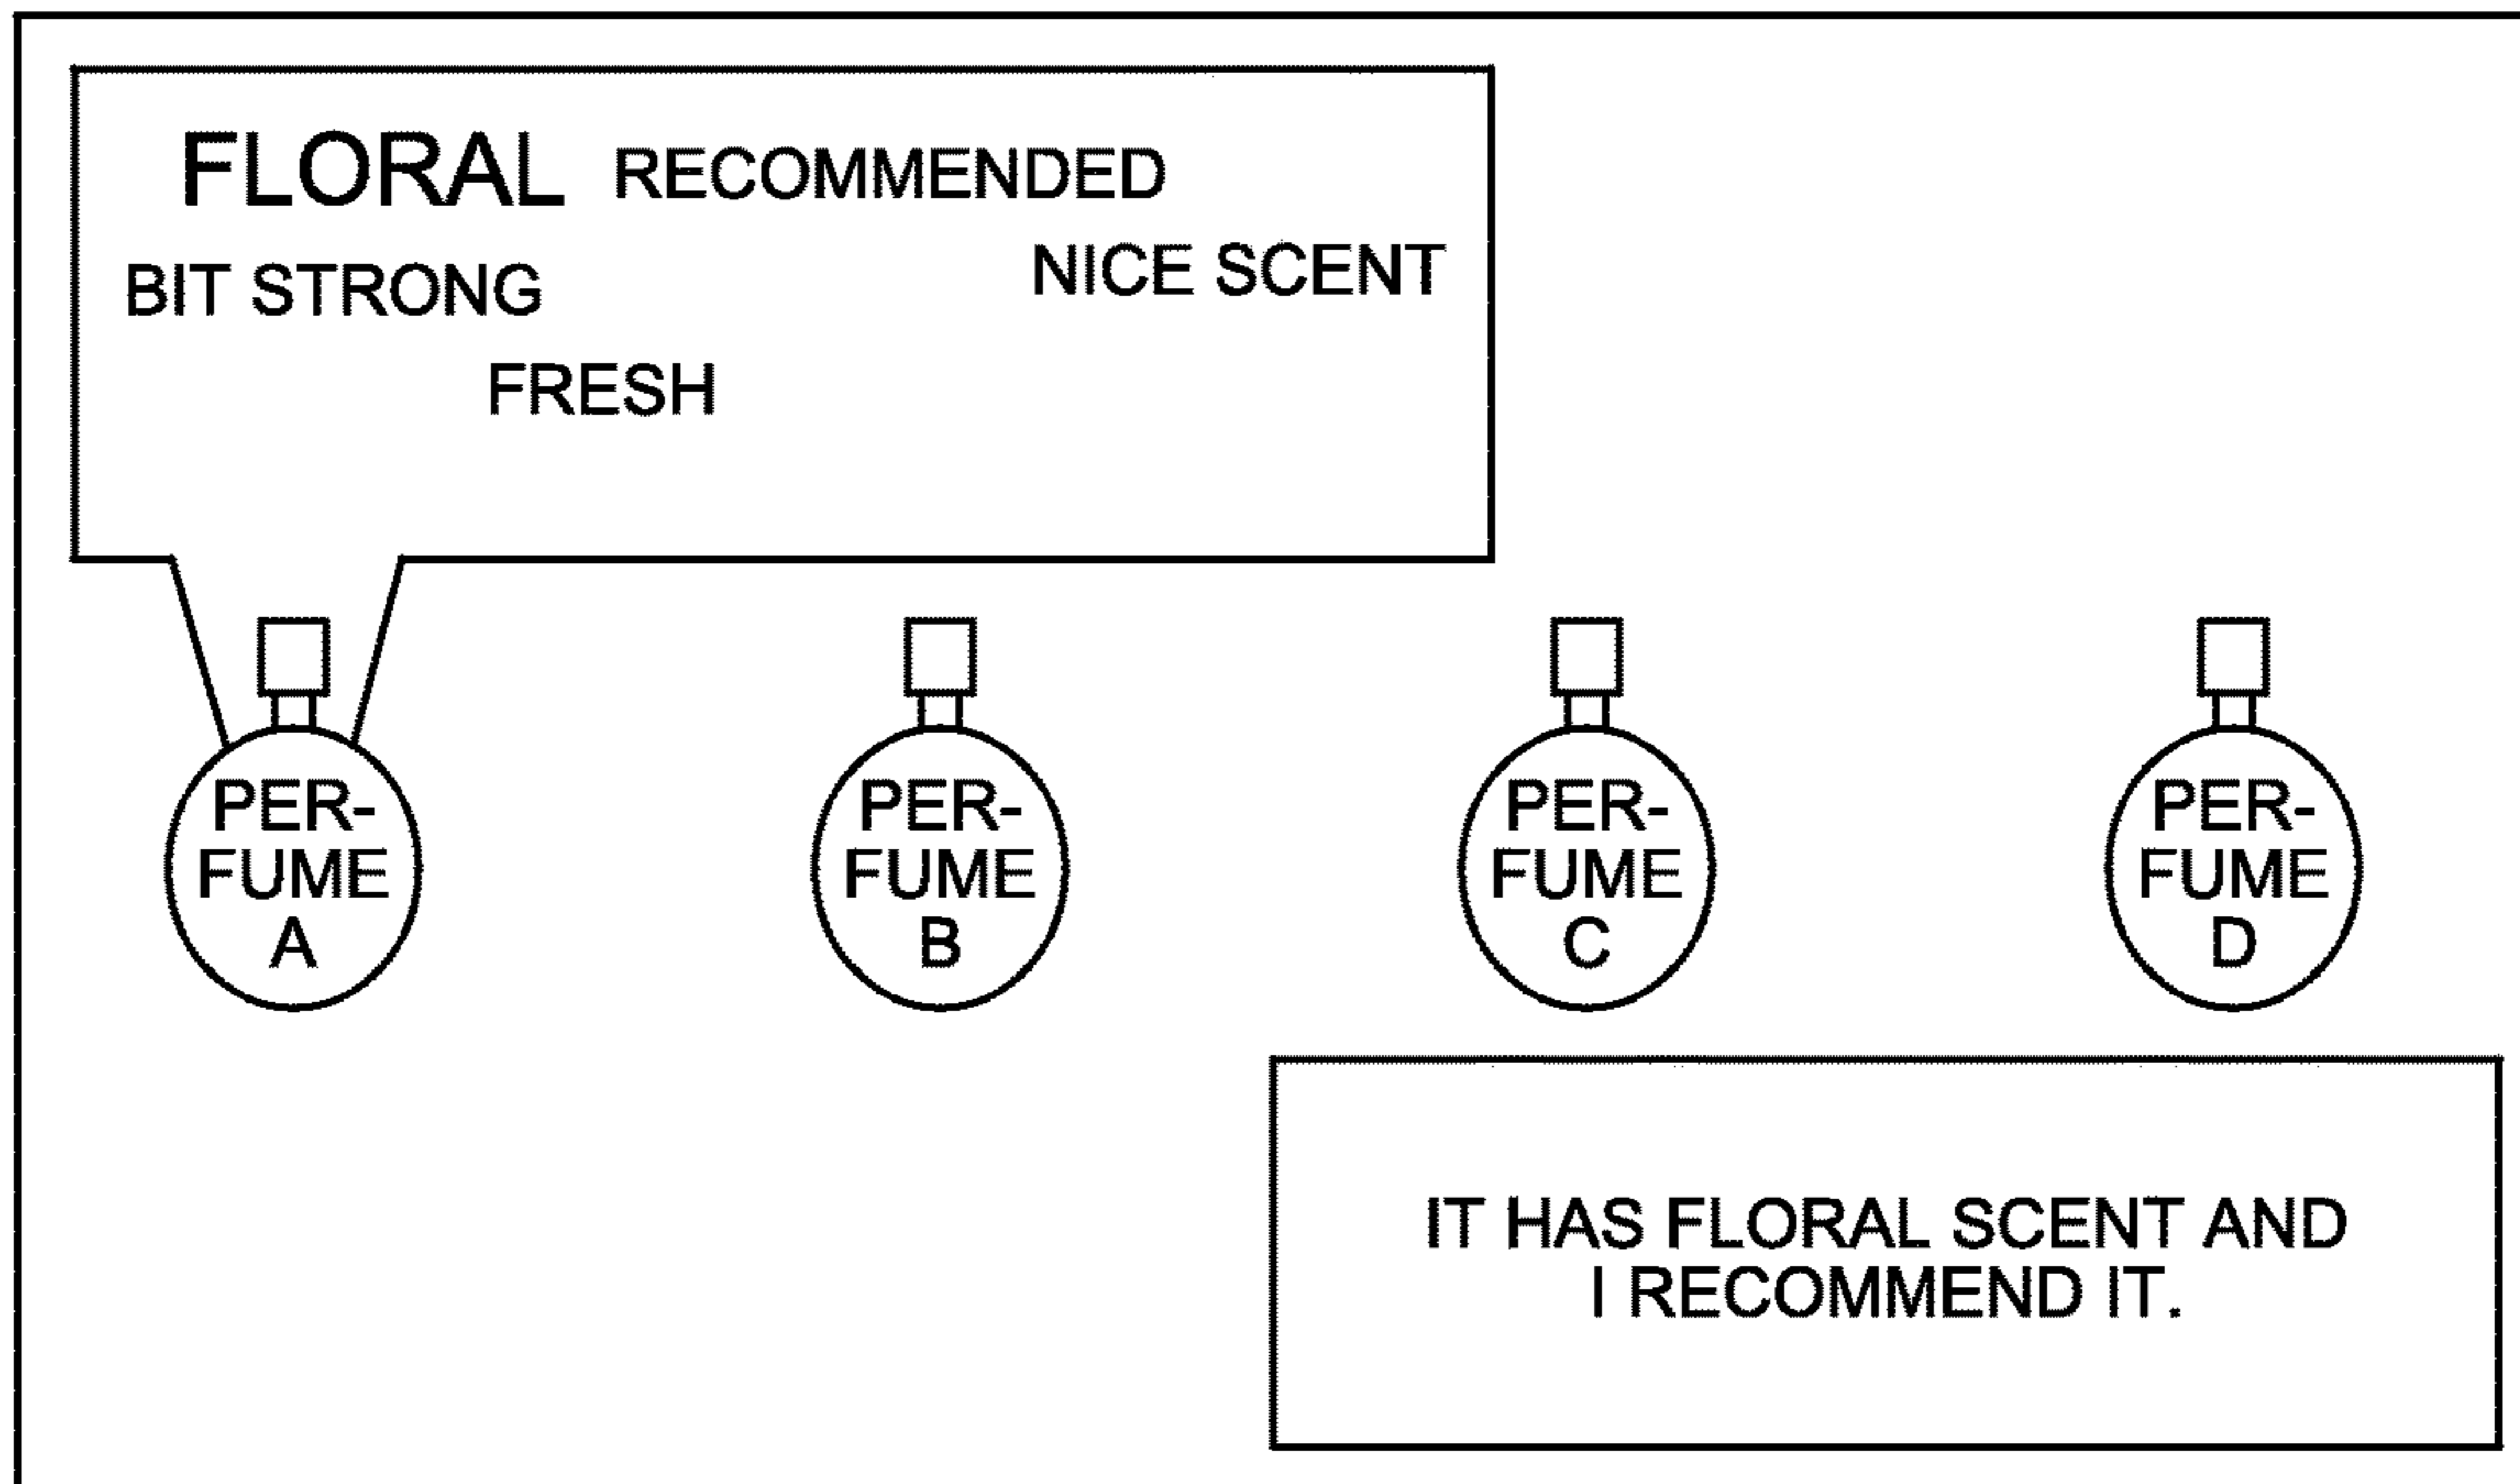 FLORAL RECOMMENDED
NICE SCENT
BIT STRONG
FRESH
PER-
FUME
A
PER-
FUME
B
PER-
FUME
C
PER-
FUME
D
IT HAS FLORAL SCENT AND
I RECOMMEND IT.